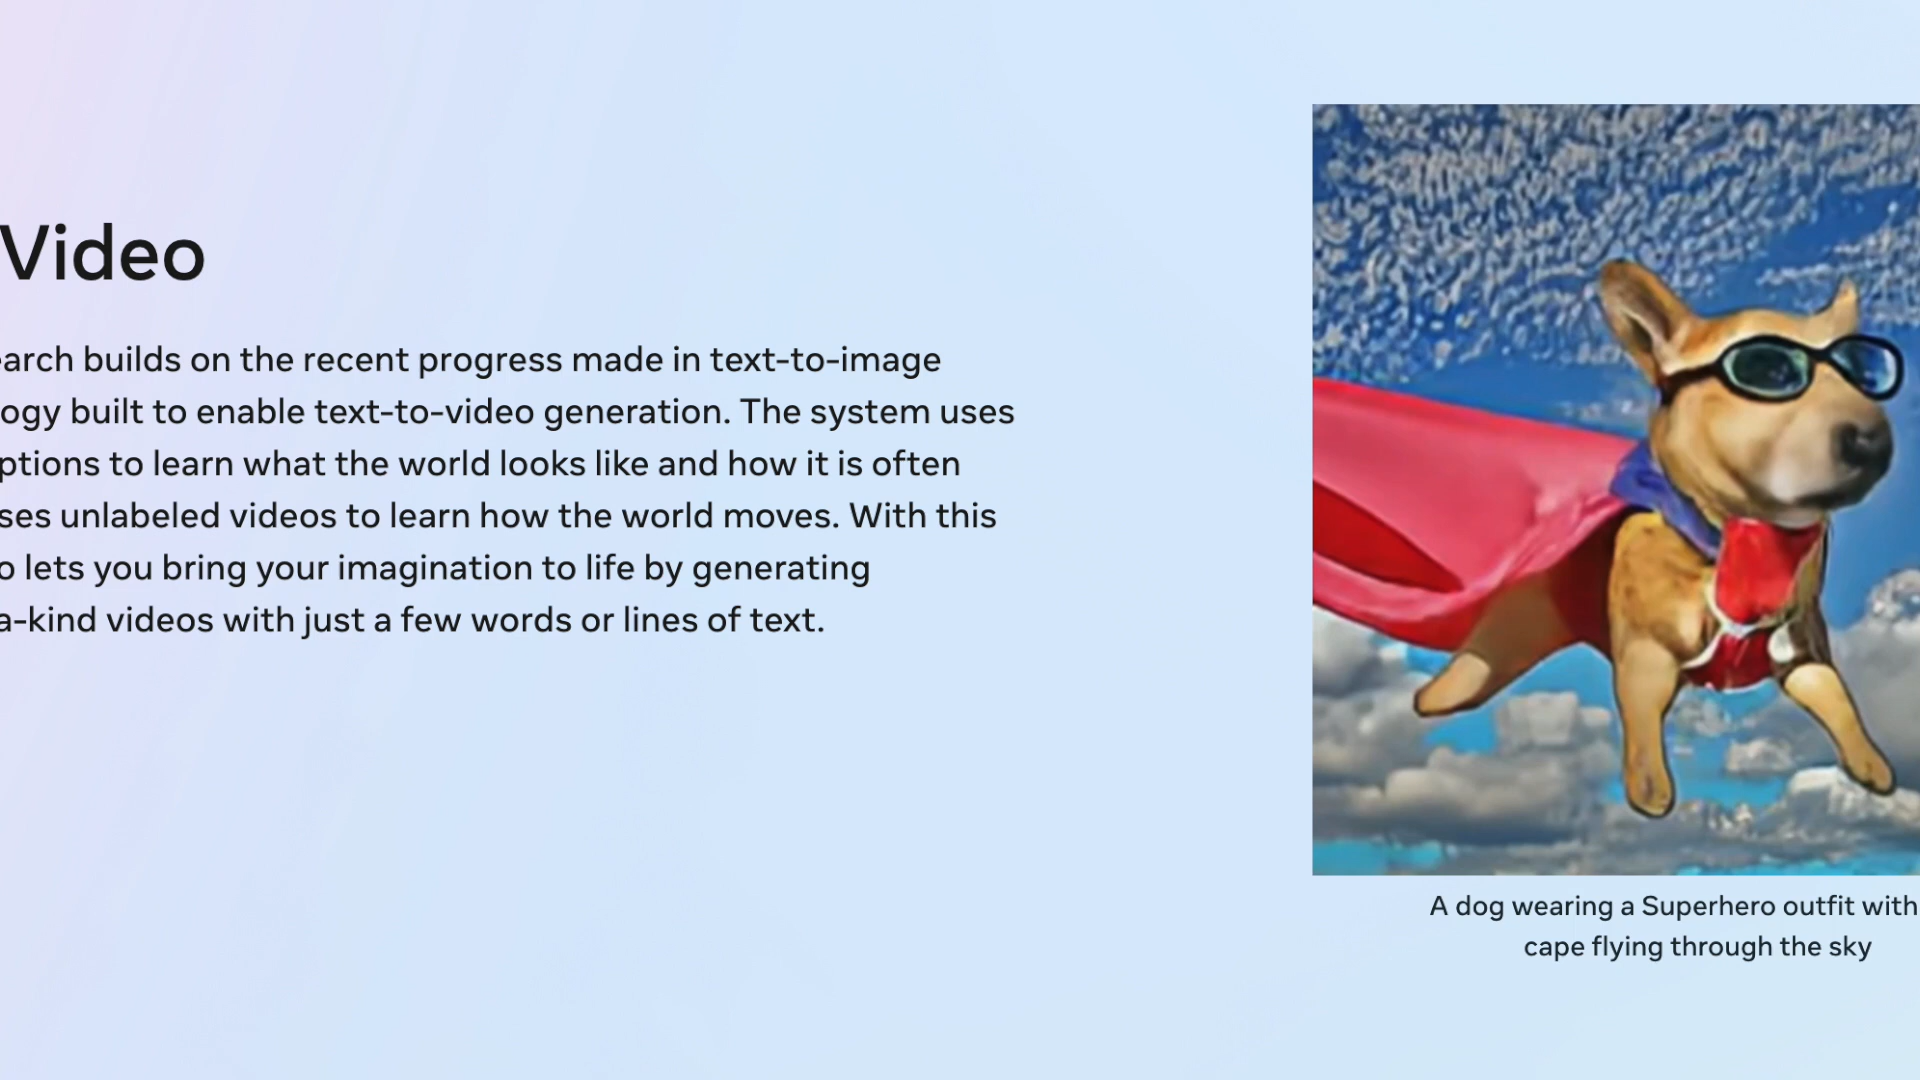 Video
earch builds on the recent progress made in text-to-image
ogy built to enable text-to-video generation. The system uses
ptions to learn what the world looks like and how it is often
ses unlabeled videos to learn how the world moves. With this
o lets you bring your imagination to life by generating
a-kind videos with just a few words or lines of text.
A dog wearing a Superhero outfit with
cape flying through the sky